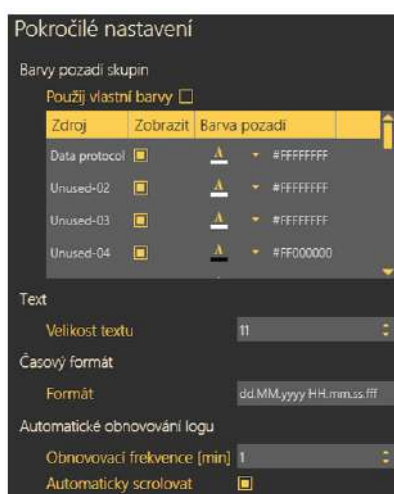 Pokročilé nastavení
Barvy pozadí skupin
Použij vlastní barvy
Zdroj Zobrazit Barva pozadí
Data protocol A #FFFFFFFF
Unused-02 A #FFFFFFFF
Unused-03 A #FFFFFFFF
Unused-04 A #FF000000
Text
Velikost textu 11
Časový formát
Formát dd.MM.yyyy HH.mm.ss.fff
Automatické obnovování logu
Obnovovací frekvence [min] 1
Automaticky scrolovat